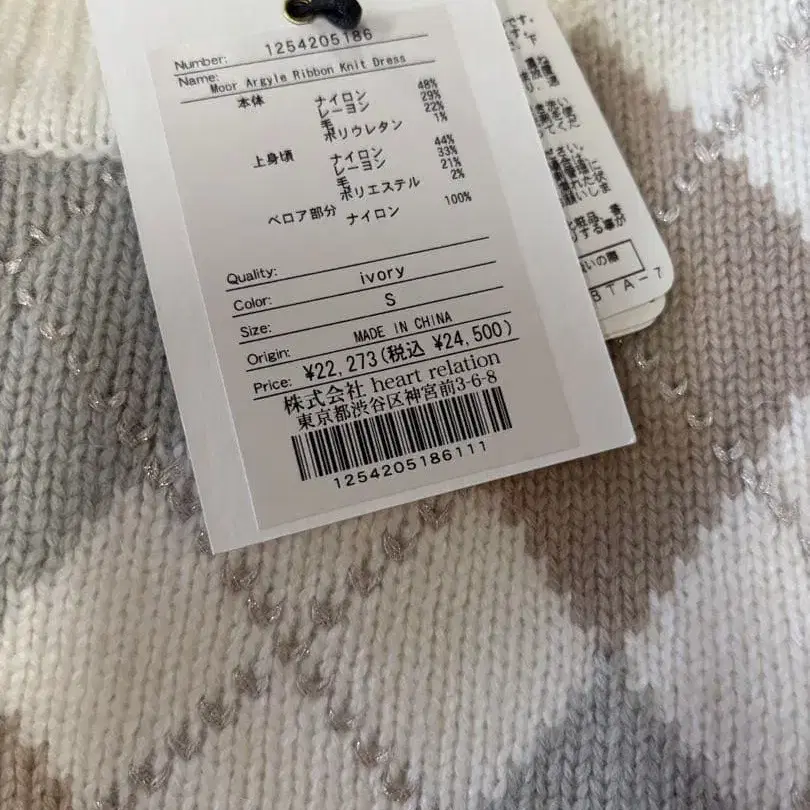 Number: 1254205186
Name: Moor Argyle Ribbon Knit Dress
本体 ナイロン 48%
レーヨン 29%
毛 22%
ポリウレタン 1%
上身頃 ナイロン 44%
レーヨン 33%
毛 21%
ポリエステル 2%
ベロア部分 ナイロン 100%
Quality:
Color: ivory
Size: S
Origin: MADE IN CHINA
Price: ¥22,273(税込 ¥24,500)
株式会社 heart relation
東京都渋谷区神宮前3-6-8
1254205186111
です。
BTA-7